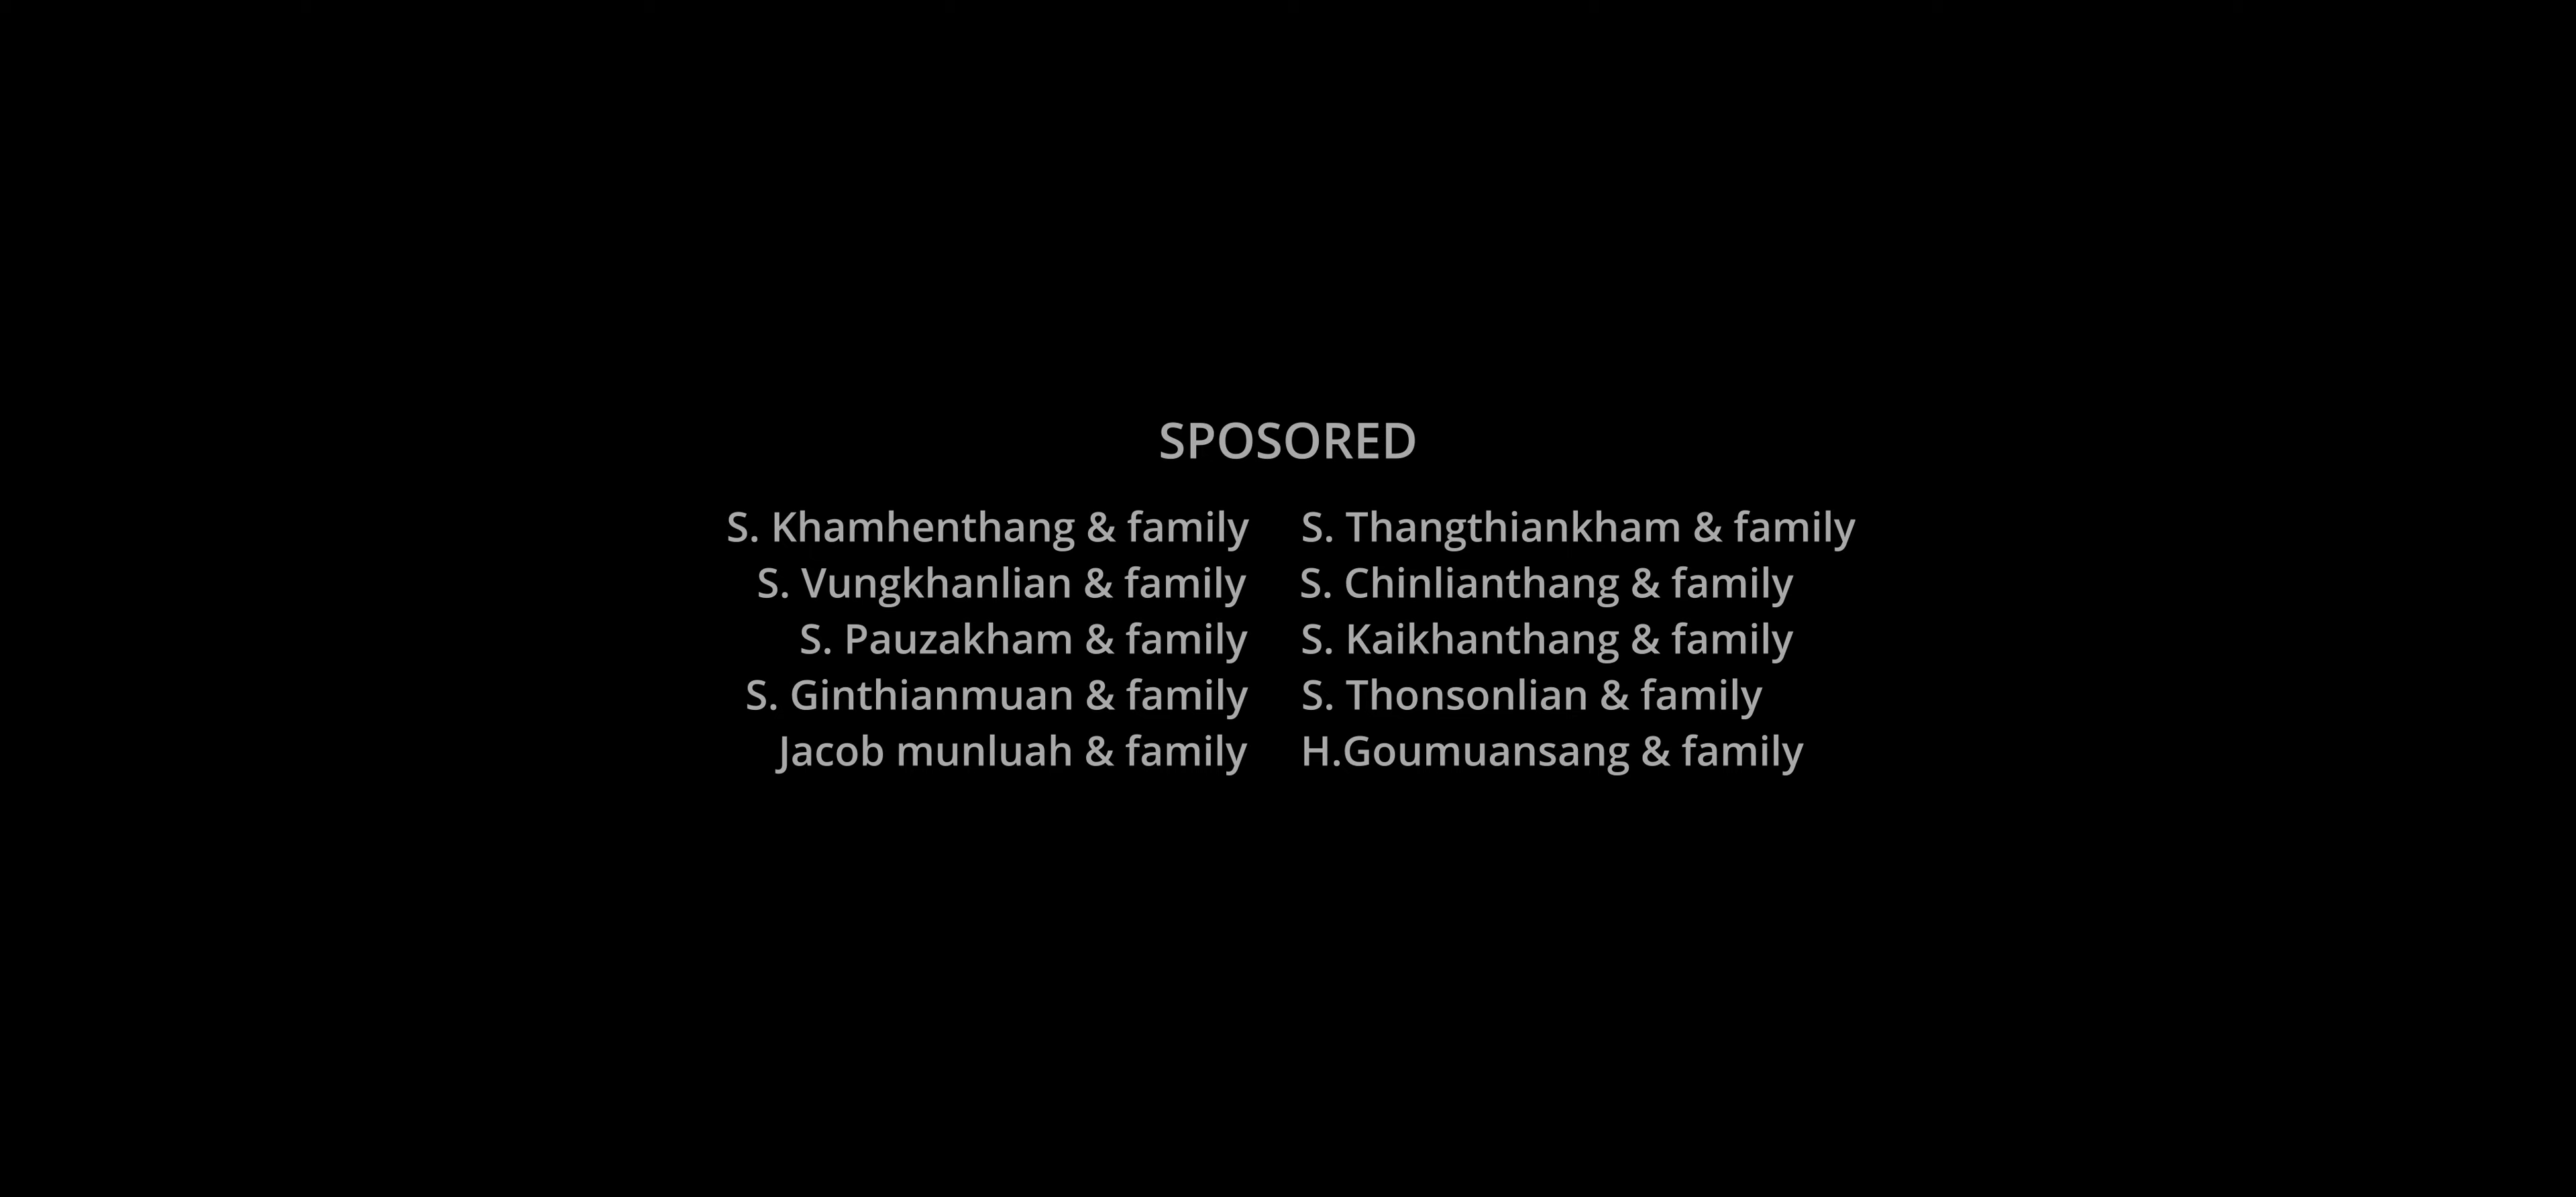 SPOSORED
S. Khamhenthang & family S. Thangthiankham & family
S. Vungkhanlian & family S. Chinlianthang & family
S. Pauzakham & family S. Kaikhanthang & family
S. Ginthianmuan & family S. Thonsonlian & family
Jacob munluah & family H.Goumuansang & family